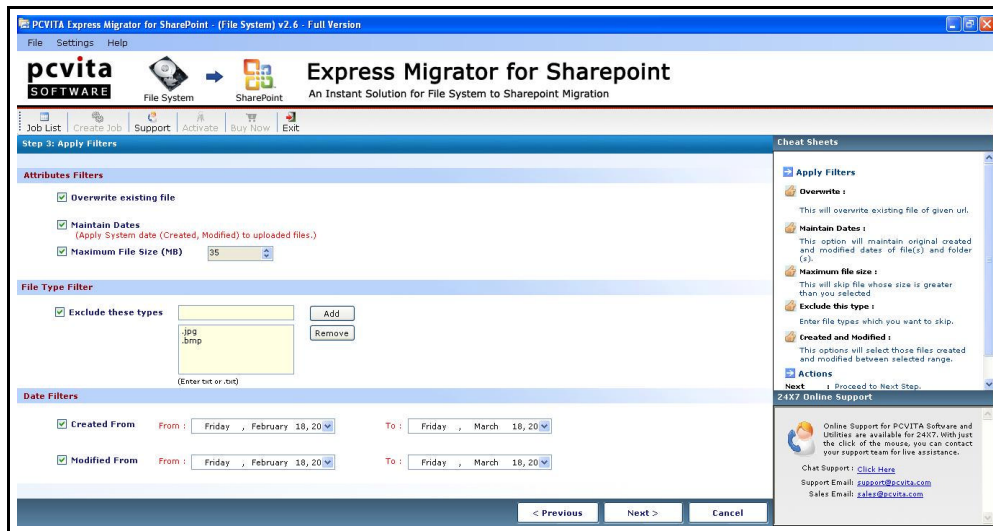 PCVITA Express Migrator for SharePoint - (File System) v2.6 - Full Version
File Settings Help
pcvita
SOFTWARE
File System
SharePoint
Express Migrator for Sharepoint
An Instant Solution for File System to Sharepoint Migration
Job List
Create Job
Support
Activate
Buy Now
Exit
Step 3: Apply Filters
Attributes Filters
Overwrite existing file
Maintain Dates
(Apply System date (Created, Modified) to uploaded files.)
Maximum File Size (MB) 35
File Type Filter
Exclude these types
Add
.jpg
.bmp
Remove
(Enter txt or .txt)
Date Filters
Created From From : Friday , February 18, 20 To : Friday , March 18, 20
Modified From From : Friday , February 18, 20 To : Friday , March 18, 20
< Previous
Next >
Cancel
Cheat Sheets
Apply Filters
Overwrite :
This will overwrite existing file of given url.
Maintain Dates :
This option will maintain original created
and modified dates of file(s) and folder
(s).
Maximum file size :
This will skip file whose size is greater
than you selected
Exclude this type :
Enter file types which you want to skip.
Created and Modified :
This options will select those files created
and modified between selected range.
Actions
Next : Proceed to Next Step.
24X7 Online Support
Online Support for PCVITA Software and
Utilities are available for 24X7. With just
the click of the mouse, you can contact
your support team for live assistance.
Chat Support : Click Here
Support Email: support@pcvita.com
Sales Email: sales@pcvita.com